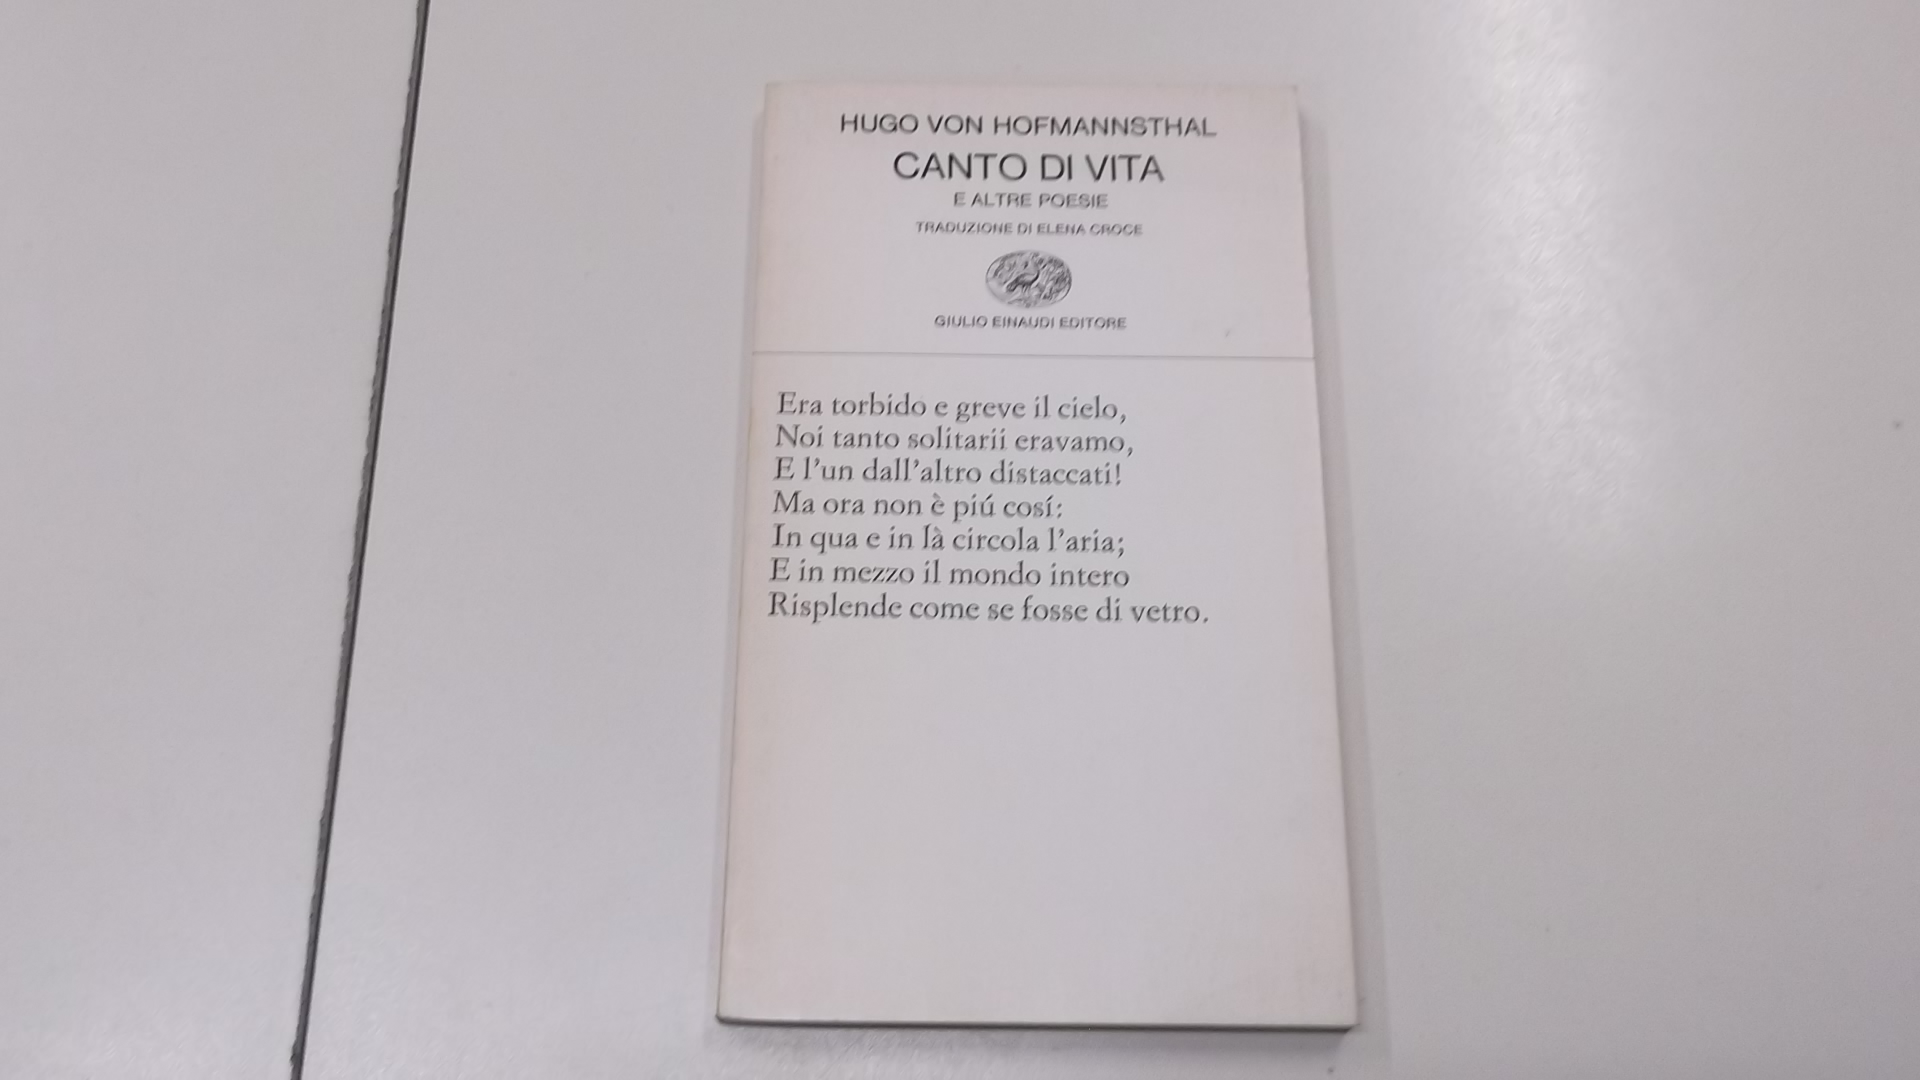 HUGO VON HOFMANNSTHAL
CANTO DI VITA
E ALTRE POESIE
TRADUZIONE DI ELENA CROCE
GIULIO EINAUDI EDITORE
Era torbido e greve il cielo,
Noi tanto solitarii eravamo,
E l'un dall'altro distaccati!
Ma ora non è piú cosí:
In qua e in là circola l'aria;
E in mezzo il mondo intero
Risplende come se fosse di vetro.